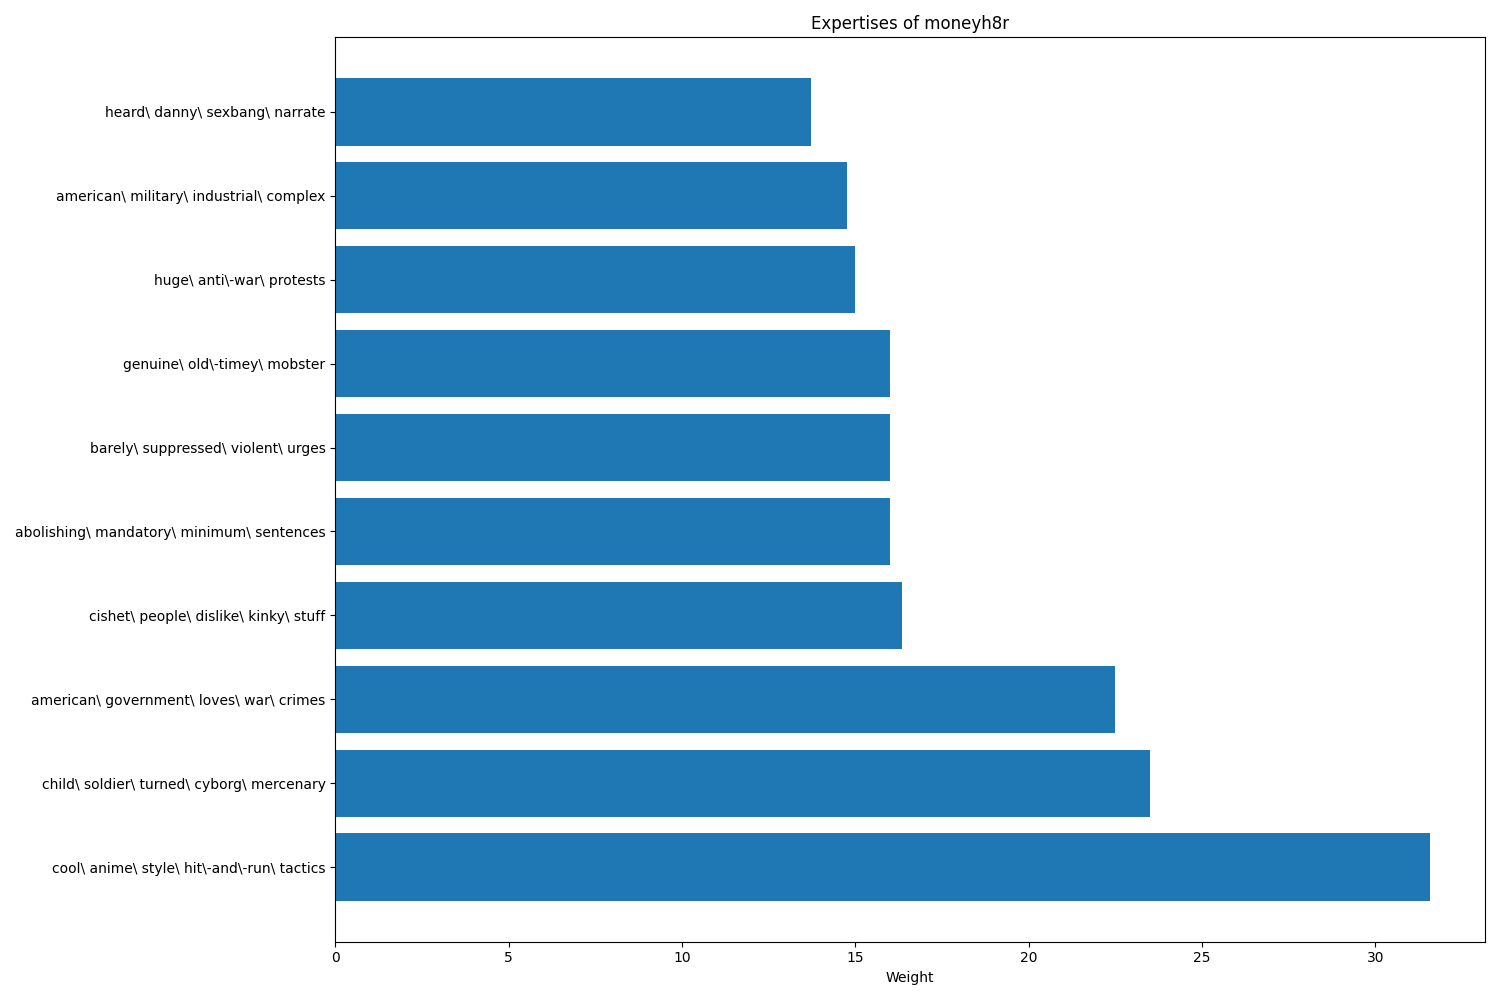 Expertises of moneyh8r
heard\ danny\ sexbang\ narrate
american\ military\ industrial\ complex
huge\ anti\-war\ protests
genuine\ old\-timey\ mobster
barely\ suppressed\ violent\ urges
abolishing\ mandatory\ minimum\ sentences
cishet\ people\ dislike\ kinky\ stuff
american\ government\ loves\ war\ crimes
child\ soldier\ turned\ cyborg\ mercenary
cool\ anime\ style\ hit\-and\-run\ tactics
0 5 10 15 20 25 30
Weight